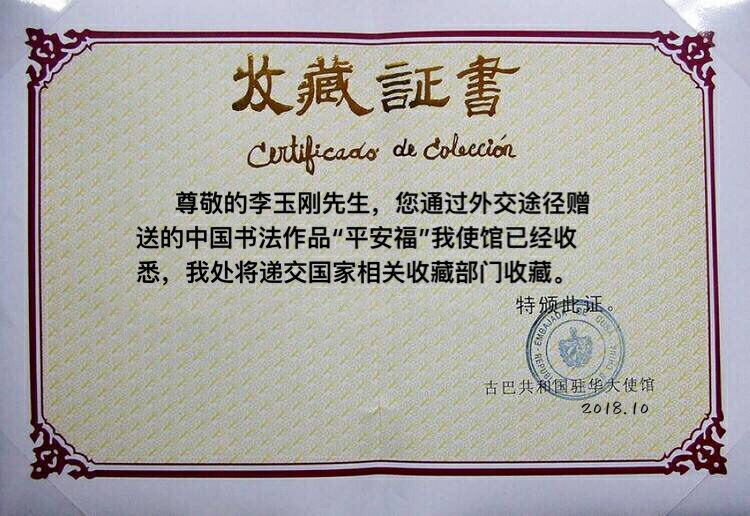 收藏証書
Certificado de Colección
尊敬的李玉刚先生，您通过外交途径赠
送的中国书法作品“平安福”我使馆已经收
悉，我处将递交国家相关收藏部门收藏。
特颁此证。
EMBAJADA DE CUBA
古巴共和国驻华大使馆
2018.10